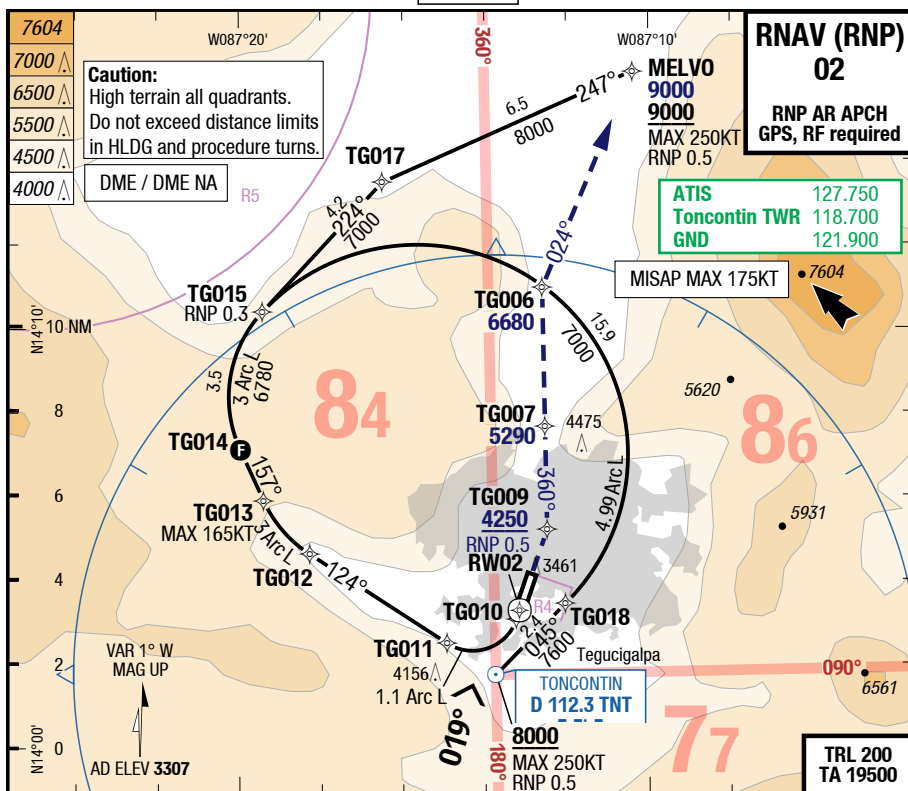 7604
7000
6500
5500
4500
4000
W087°20'
360°
W087°10'
Caution:
High terrain all quadrants.
Do not exceed distance limits
in HLDG and procedure turns.
DME / DME NA
R5
RNAV (RNP)
02
RNP AR APCH
GPS, RF required
MELVO
9000
9000
MAX 250KT
RNP 0.5
247°
6.5
8000
TG017
4.2
224°
7000
ATIS 127.750
Toncontin TWR 118.700
GND 121.900
MISAP MAX 175KT
7604
024°
TG015
RNP 0.3
TG006
6680
15.9
7000
N14°10'
10 NM
3.5
3 Arc L
6780
84
5620
86
TG007
5290
4475
8
TG014
F
157°
360°
4.99 Arc L
TG013
MAX 165KT
6
TG009
4250
RNP 0.5
5931
3 Arc L
TG012
124°
RW02
3461
4
TG010
R4
TG018
2.4
045°
7600
TG011
4156
1.1 Arc L
Tegucigalpa
2
090°
6561
VAR 1° W
MAG UP
TONCONTIN
D 112.3 TNT
019°
77
N14°00'
0
AD ELEV 3307
180°
8000
MAX 250KT
RNP 0.5
TRL 200
TA 19500